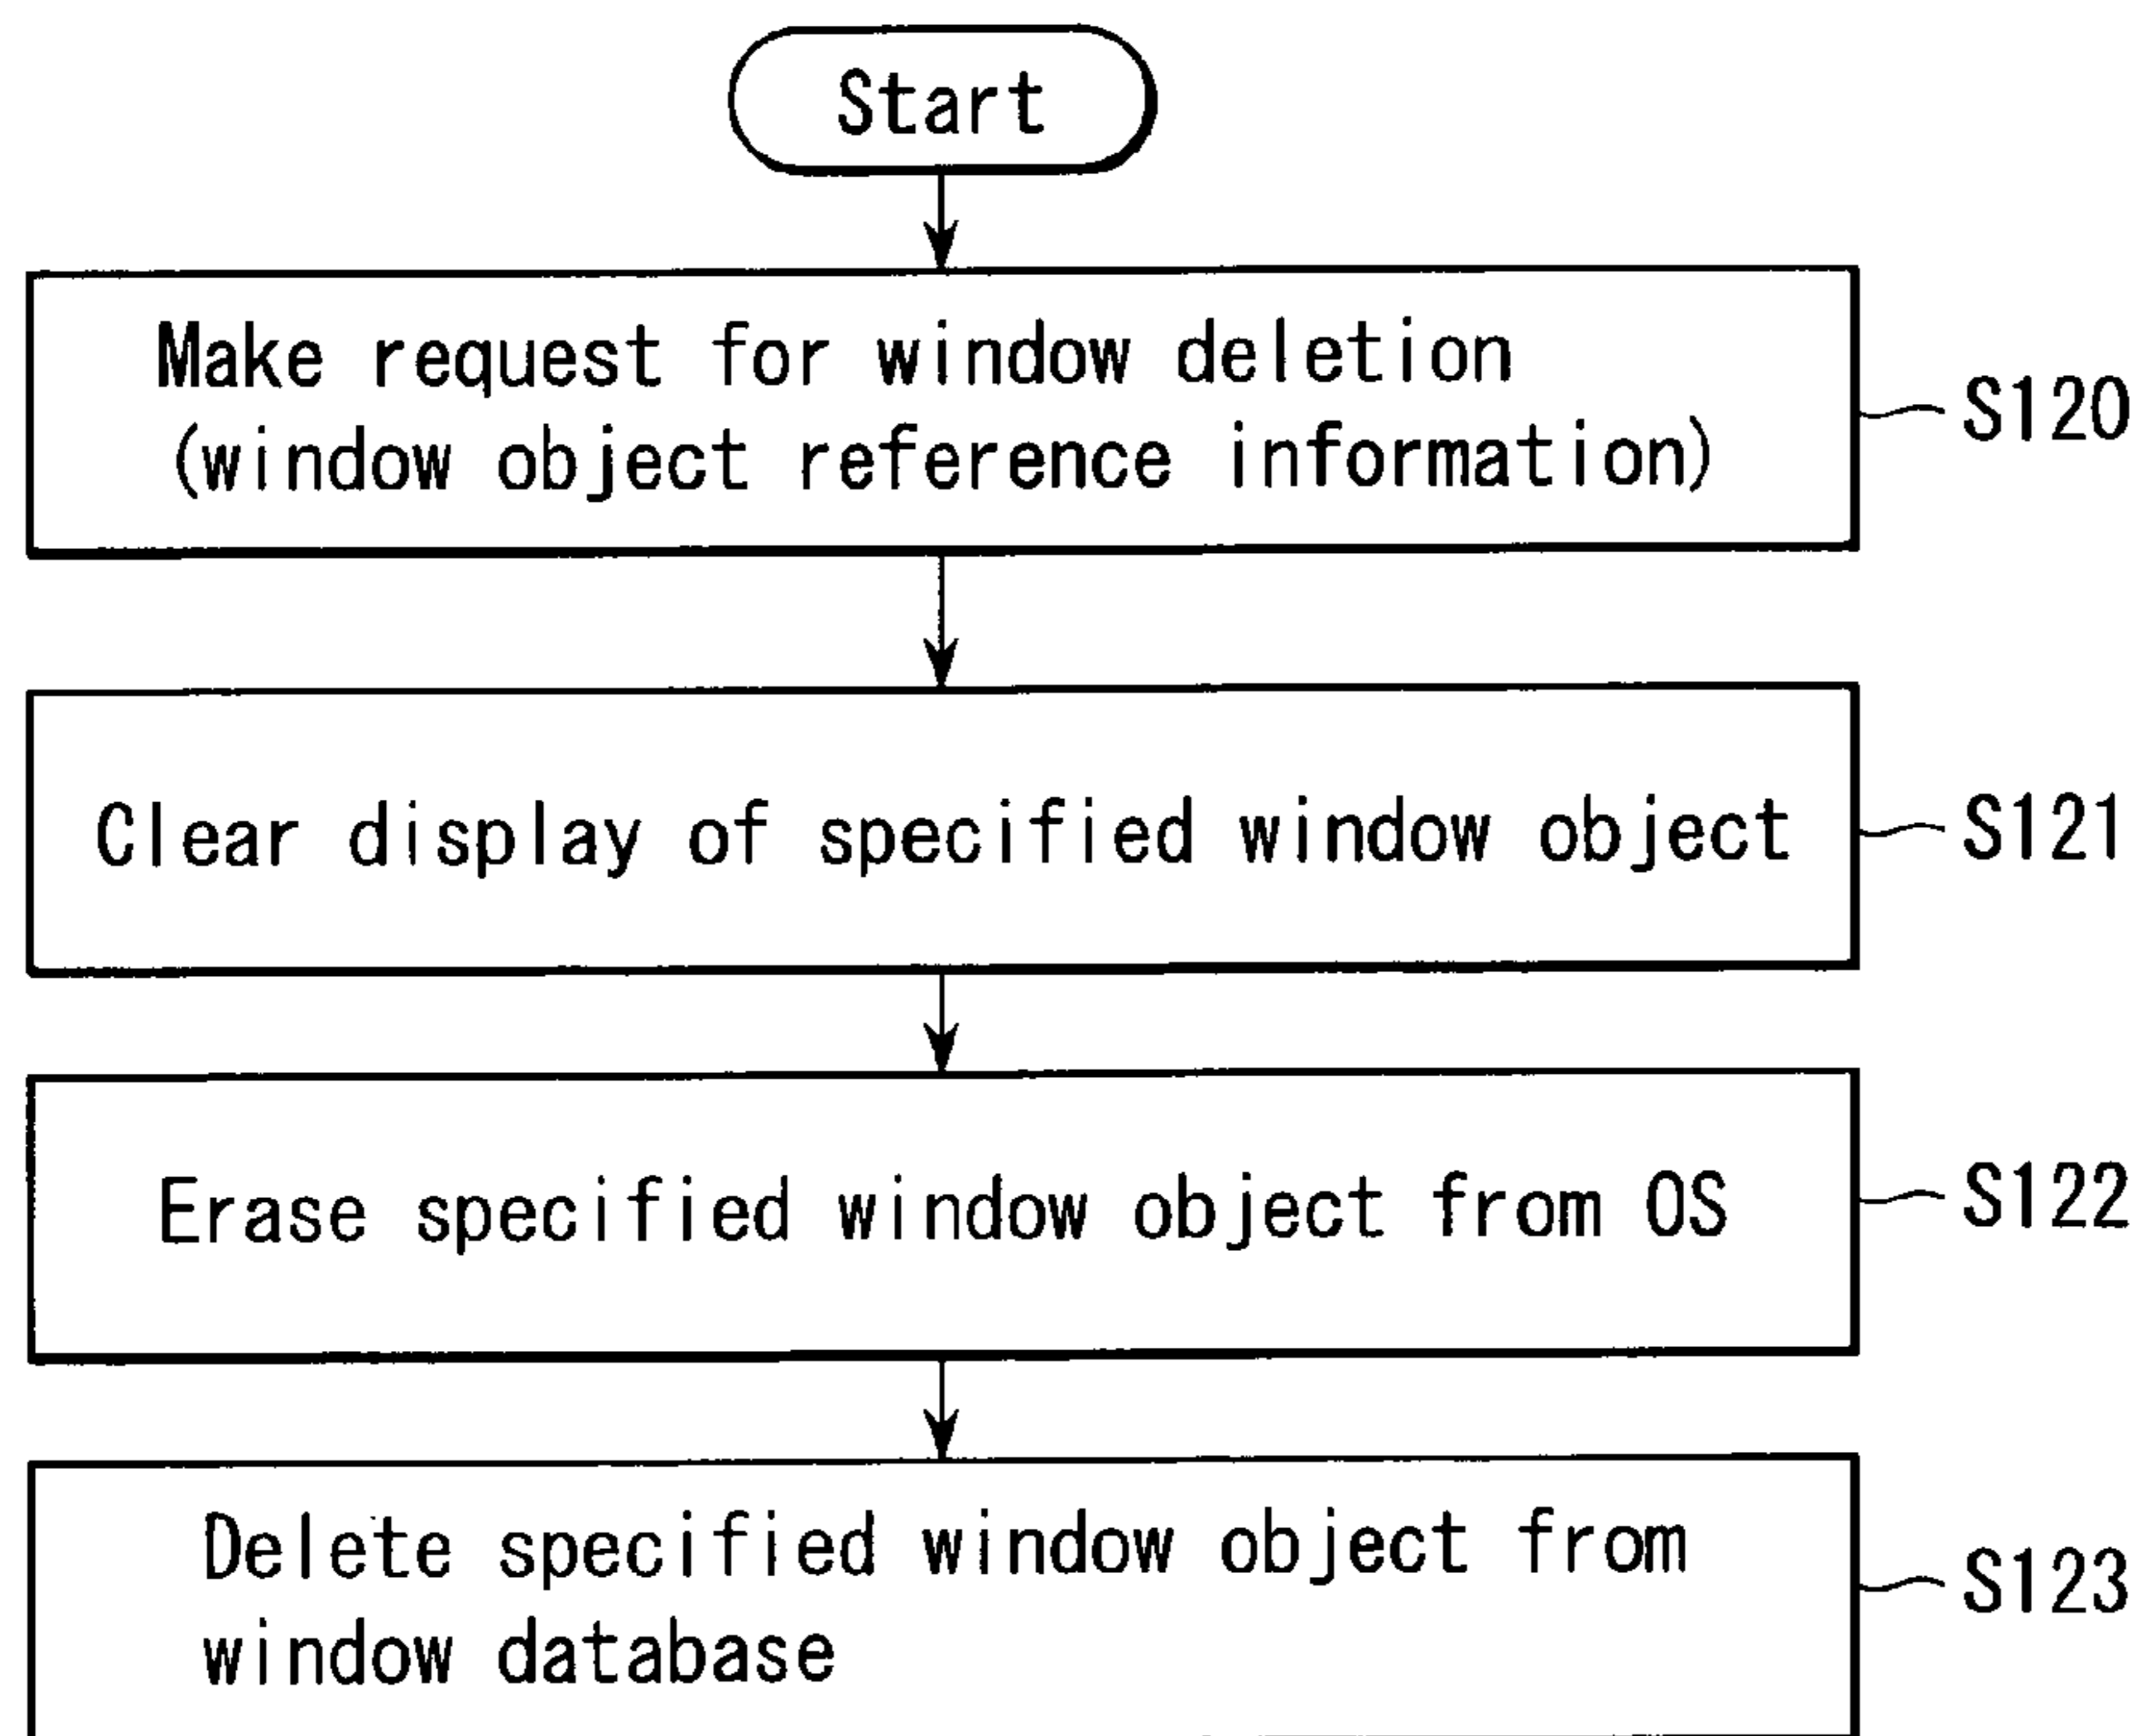 Start
Make request for window deletion
(window object reference information)
S120
Clear display of specified window object
S121
Erase specified window object from OS
S122
Delete specified window object from
window database
S123